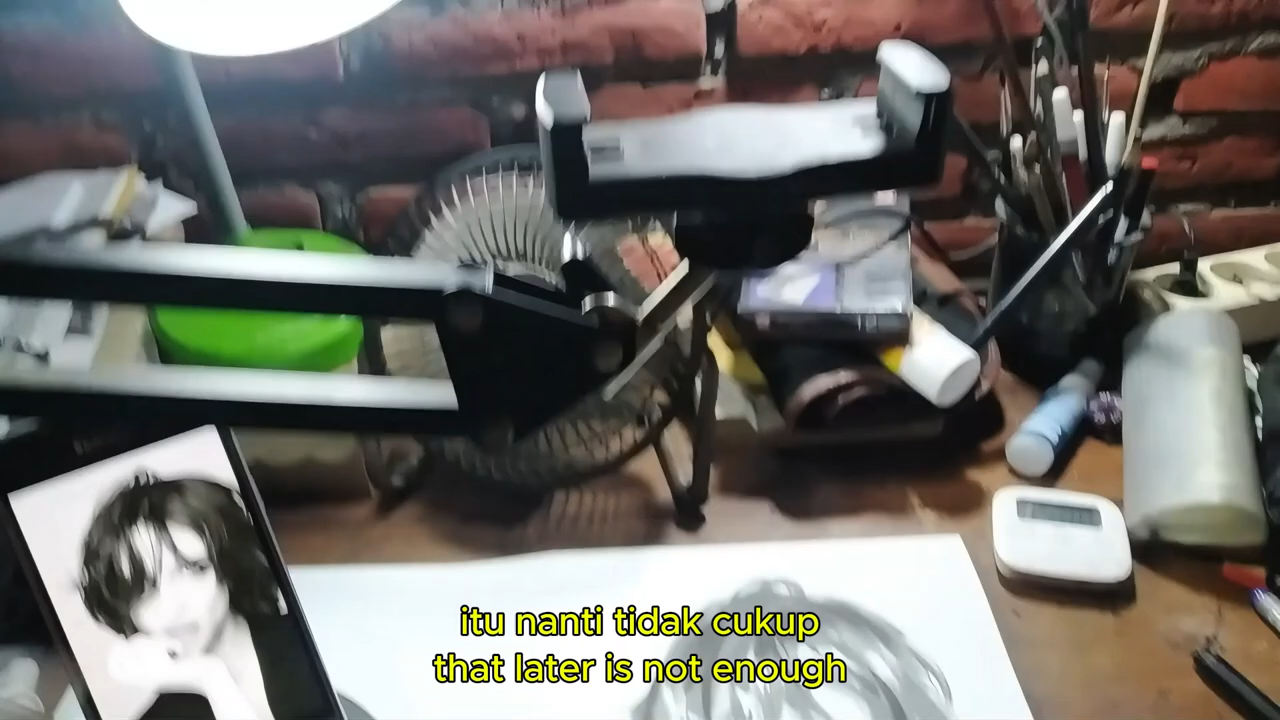 itu nanti tidak cukup
that later is not enough